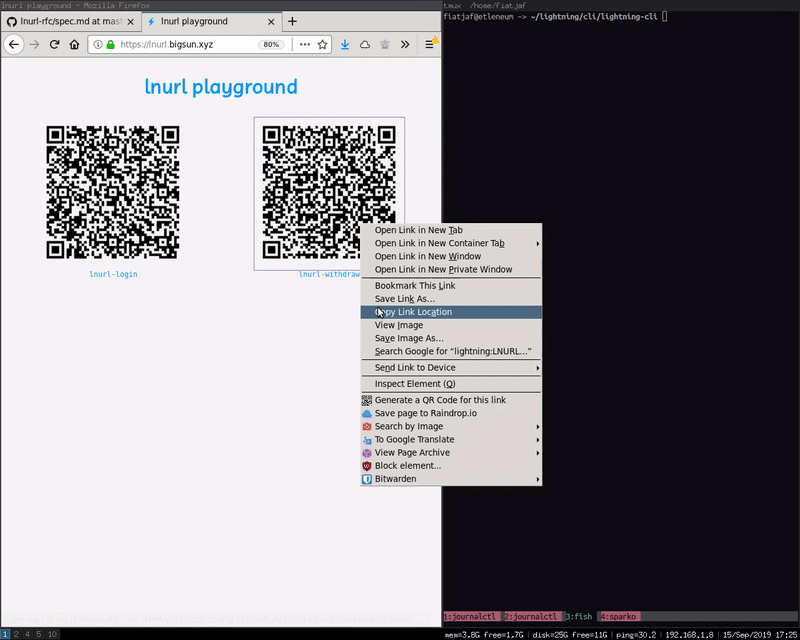 lnurl playground - Mozilla Firefox
lnurl-rfc/spec.md at mast
lnurl playground
https://lnurl.bigsun.xyz
80%
lnurl playground
lnurl-login
lnurl-withdraw
Open Link in New Tab
Open Link in New Container Tab
Open Link in New Window
Open Link in New Private Window
Bookmark This Link
Save Link As...
Copy Link Location
View Image
Save Image As...
Search Google for “lightning:LNURL...”
Send Link to Device
Inspect Element (Q)
Generate a QR Code for this link
Save page to Raindrop.io
Search by Image
To Google Translate
View Page Archive
Block element...
Bitwarden
tmux /home/fiatjaf
fiatjaf@etleneum ~> ~/lightning/cli/lightning-cli
1:journalctl 2:journalctl 3:fish 4:sparko
1 2 4 5 10
mem=3,8G free=1,7G | disk=25G free=11G | ping=30.2 | 192.168.1.8 | 15/Sep/2019 17:25